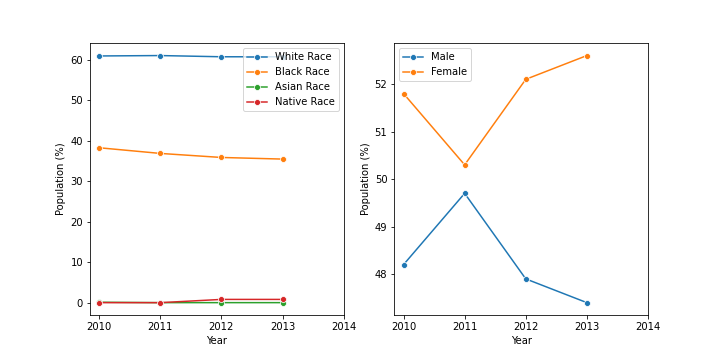 60
50
40
30
20
10
0
Population (%)
2010 2011 2012 2013 2014
Year
White Race
Black Race
Asian Race
Native Race
52
51
50
49
48
Population (%)
2010 2011 2012 2013 2014
Year
Male
Female